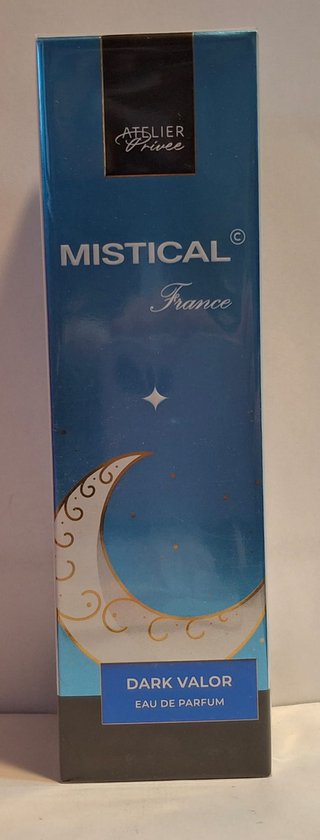 ATELIER
Privee
MISTICAL©
France
DARK VALOR
EAU DE PARFUM